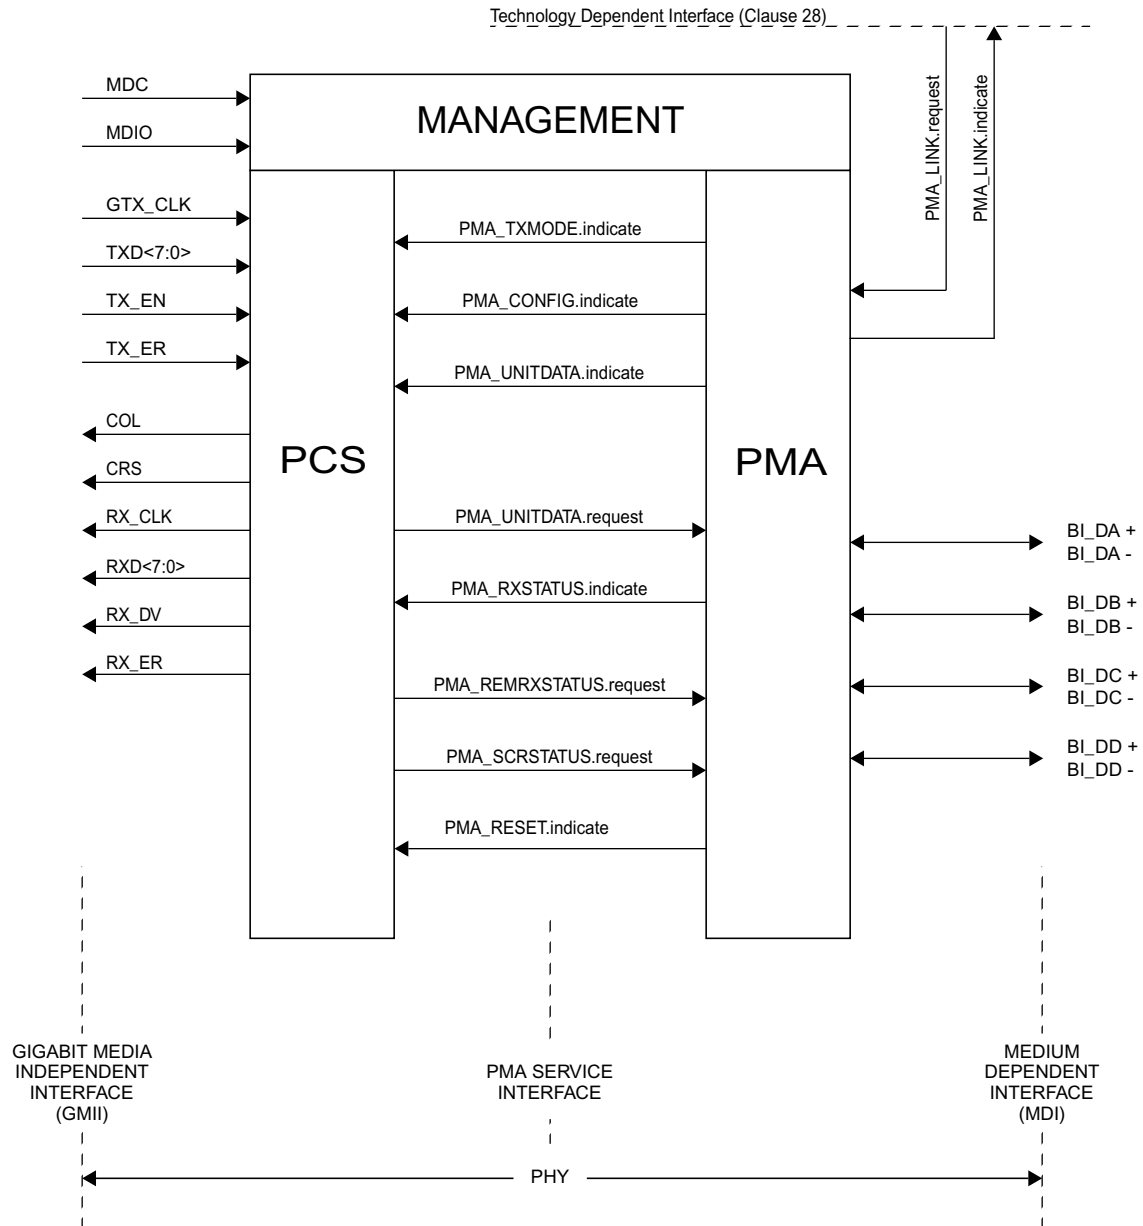 Technology Dependent Interface (Clause 28)
MDC
MDIO
MANAGEMENT
PMA_LINK.request
PMA_LINK.indicate
GTX_CLK
TXD<7:0>
TX_EN
TX_ER
COL
CRS
RX_CLK
RXD<7:0>
RX_DV
RX_ER
PCS
PMA_TXMODE.indicate
PMA_CONFIG.indicate
PMA_UNITDATA.indicate
PMA_UNITDATA.request
PMA_RXSTATUS.indicate
PMA_REMRXSTATUS.request
PMA_SCRSTATUS.request
PMA_RESET.indicate
PMA
BI_DA +
BI_DA -
BI_DB +
BI_DB -
BI_DC +
BI_DC -
BI_DD +
BI_DD -
GIGABIT MEDIA
INDEPENDENT
INTERFACE
(GMII)
PMA SERVICE
INTERFACE
MEDIUM
DEPENDENT
INTERFACE
(MDI)
PHY